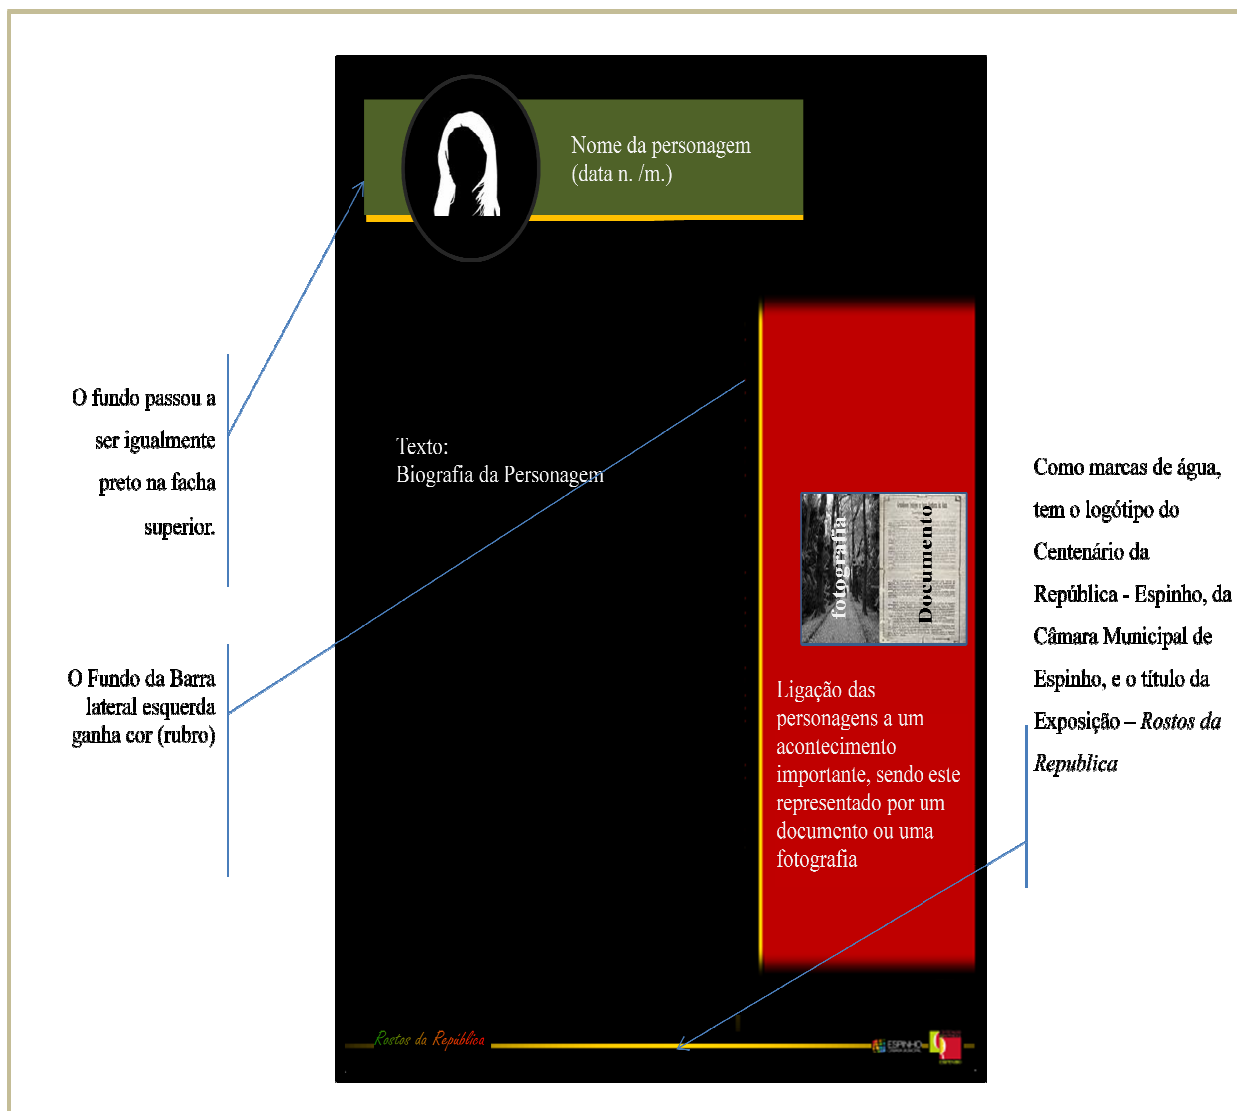 Nome da personagem
(data n. /m.)
O fundo passou a
ser igualmente
preto na facha
superior.
Texto:
Biografia da Personagem
O Fundo da Barra
lateral esquerda
ganha cor (rubro)
fotografia
Documento
Ligação das
personagens a um
acontecimento
importante, sendo este
representado por um
documento ou uma
fotografia
Como marcas de água,
tem o logótipo do
Centenário da
República - Espinho, da
Câmara Municipal de
Espinho, e o título da
Exposição – Rostos da
Republica
Rostos da República
ESPINHO